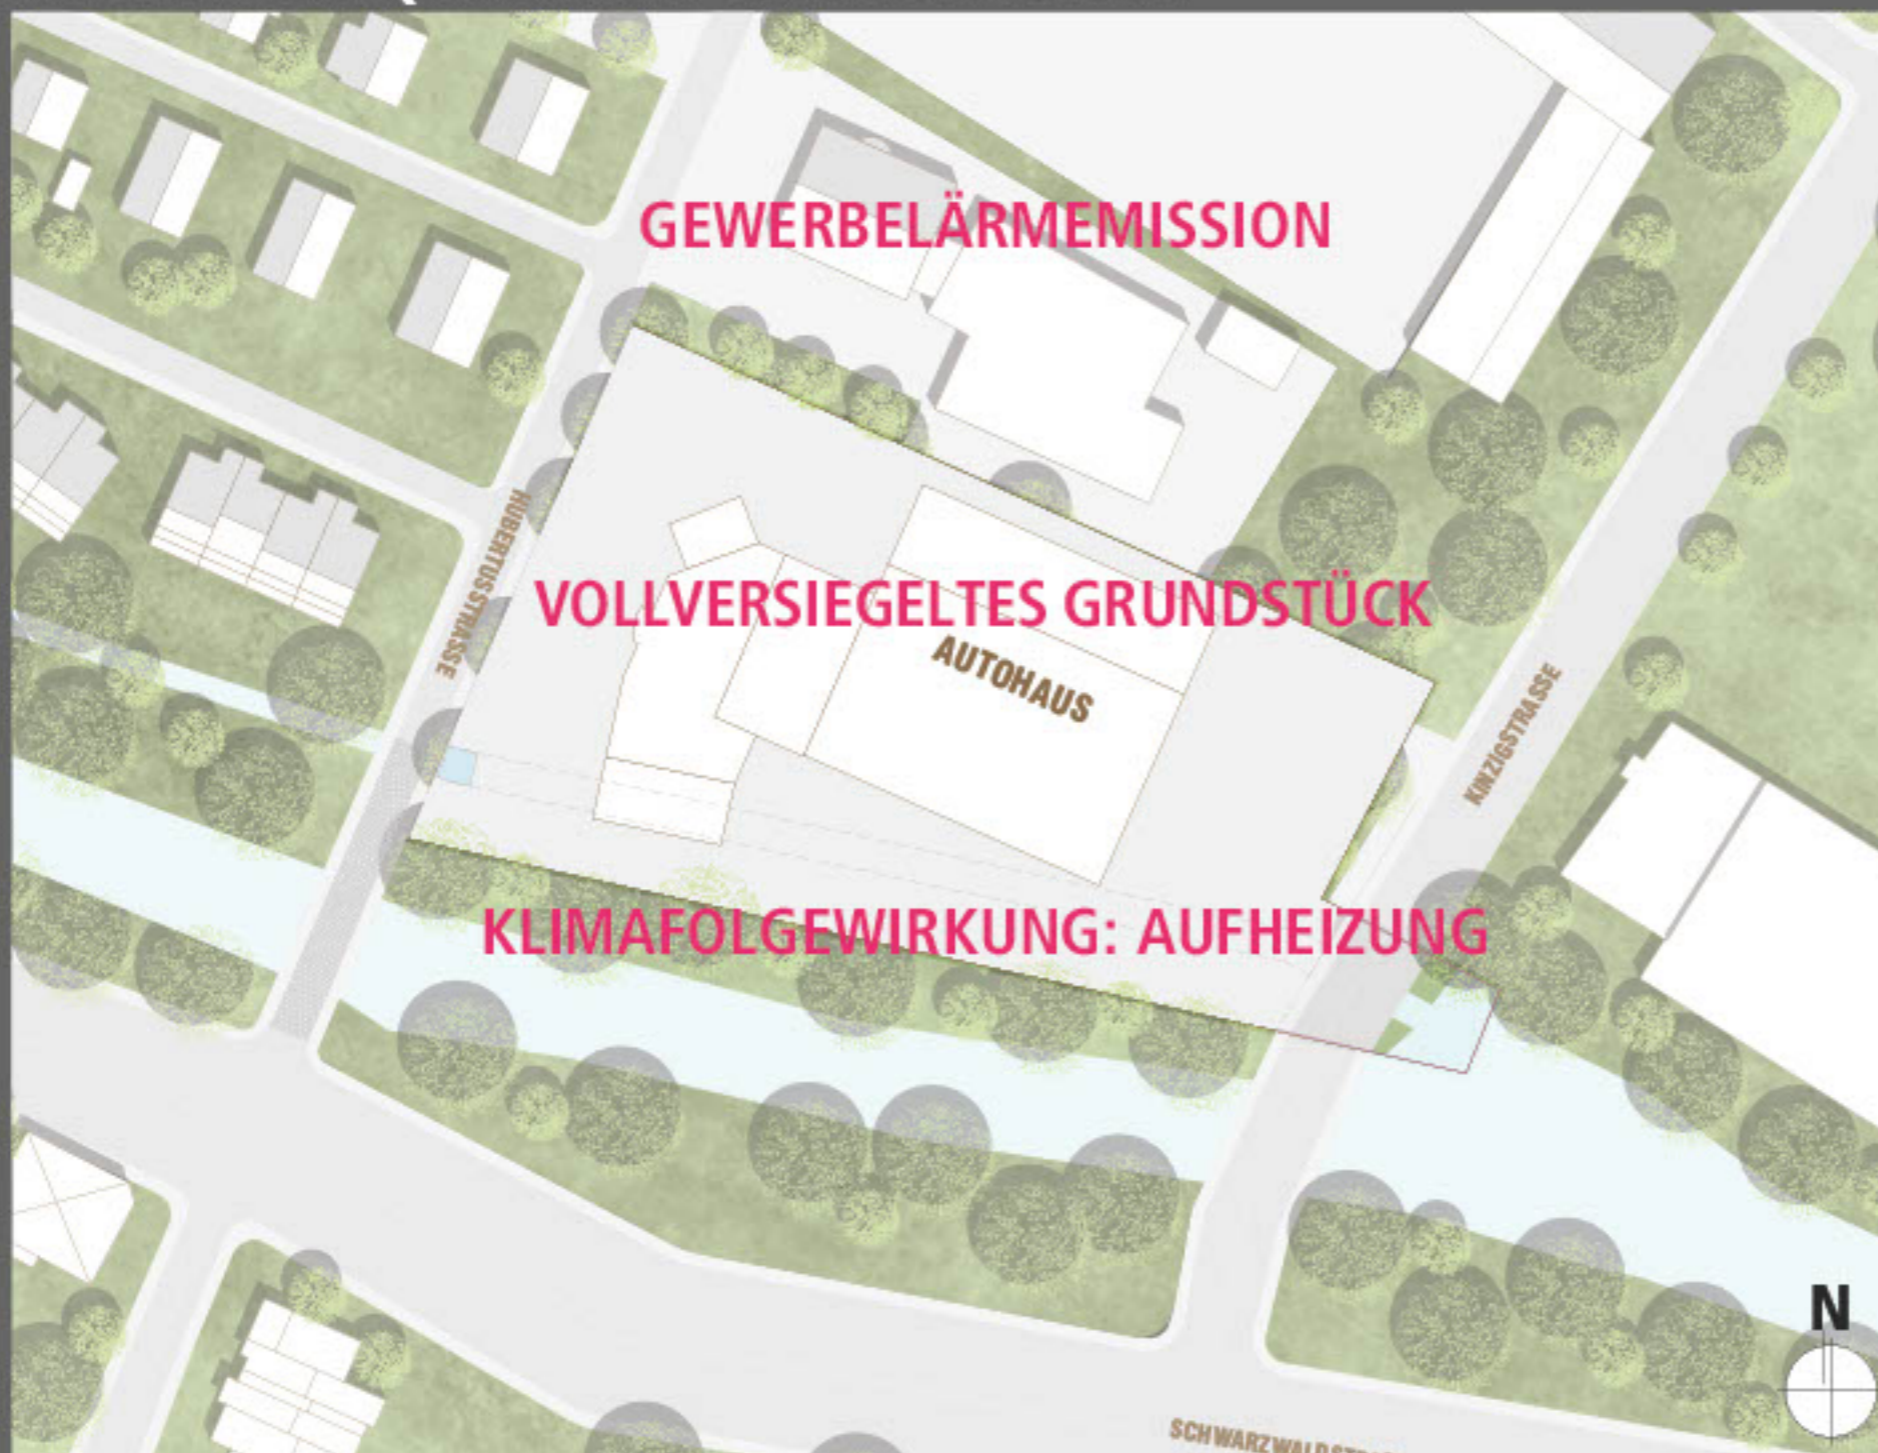 GEWERBELÄRMEMISSION
HUBERTUSSTRASSE
VOLLVERSIEGELTES GRUNDSTÜCK
AUTOHAUS
KINZIGSTRASSE
KLIMAFOLGEWIRKUNG: AUFHEIZUNG
N